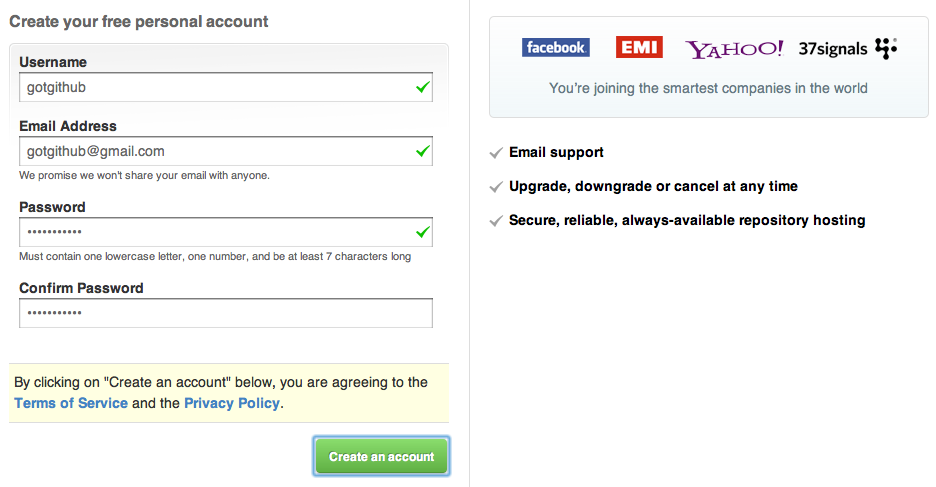 Create your free personal account
Username
gotgithub
Email Address
gotgithub@gmail.com
We promise we won't share your email with anyone.
Password
•••••••••••
Must contain one lowercase letter, one number, and be at least 7 characters long
Confirm Password
•••••••••••
By clicking on "Create an account" below, you are agreeing to the
Terms of Service and the Privacy Policy.
Create an account
facebook EMI YAHOO! 37signals
You're joining the smartest companies in the world
Email support
Upgrade, downgrade or cancel at any time
Secure, reliable, always-available repository hosting